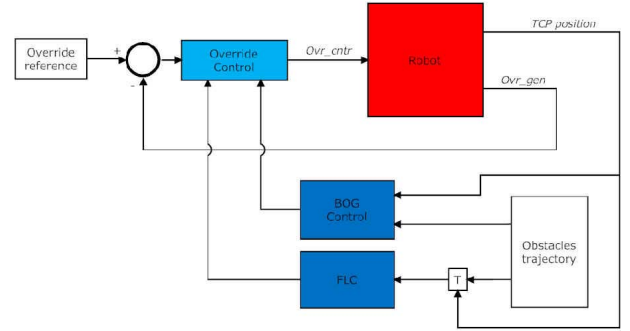 TCP position
Override
reference
+
-
Override
Control
Ovr_cntr
Robot
Ovr_gen
BOG
Control
Obstacles
trajectory
FLC
T